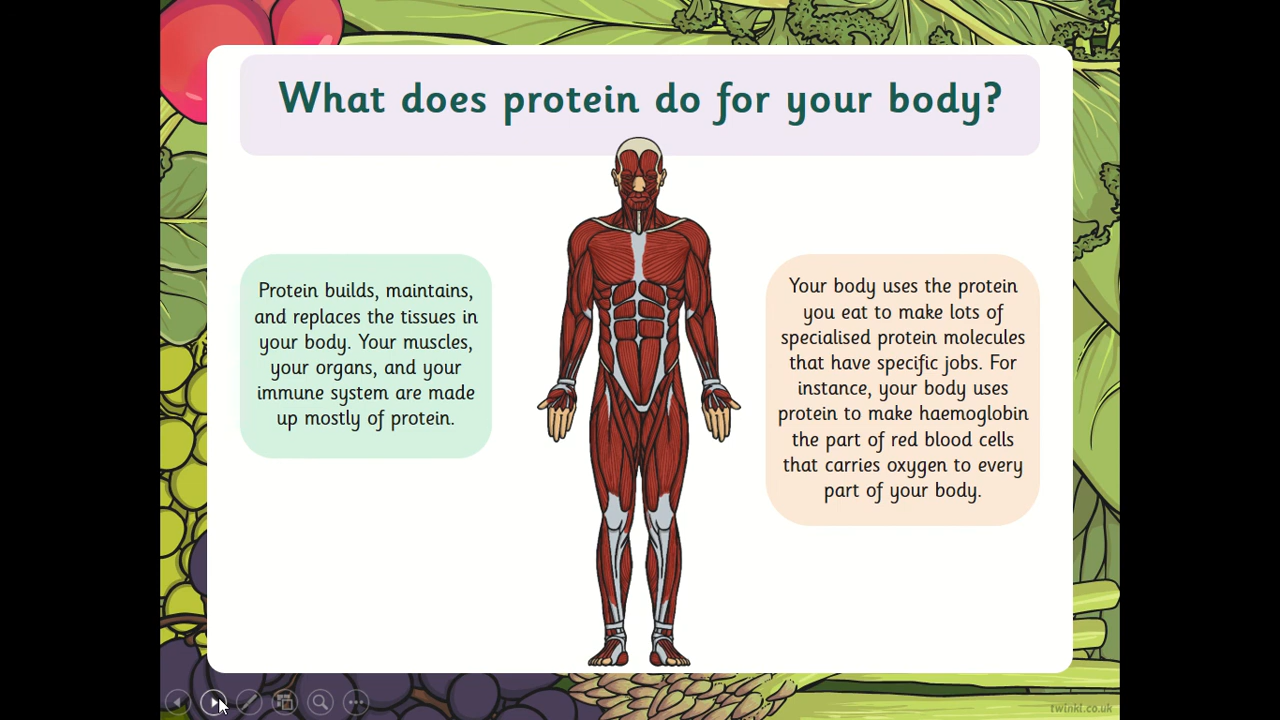 What does protein do for your body?
Protein builds, maintains,
and replaces the tissues in
your body. Your muscles,
your organs, and your
immune system are made
up mostly of protein.
Your body uses the protein
you eat to make lots of
specialised protein molecules
that have specific jobs. For
instance, your body uses
protein to make haemoglobin
the part of red blood cells
that carries oxygen to every
part of your body.
twinkl.co.uk